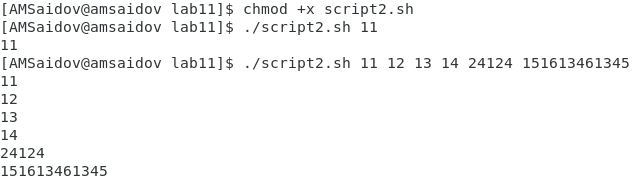 [AMSaidov@amsaidov lab11]$ chmod +x script2.sh
[AMSaidov@amsaidov lab11]$ ./script2.sh 11
11
[AMSaidov@amsaidov lab11]$ ./script2.sh 11 12 13 14 24124 151613461345
11
12
13
14
24124
151613461345